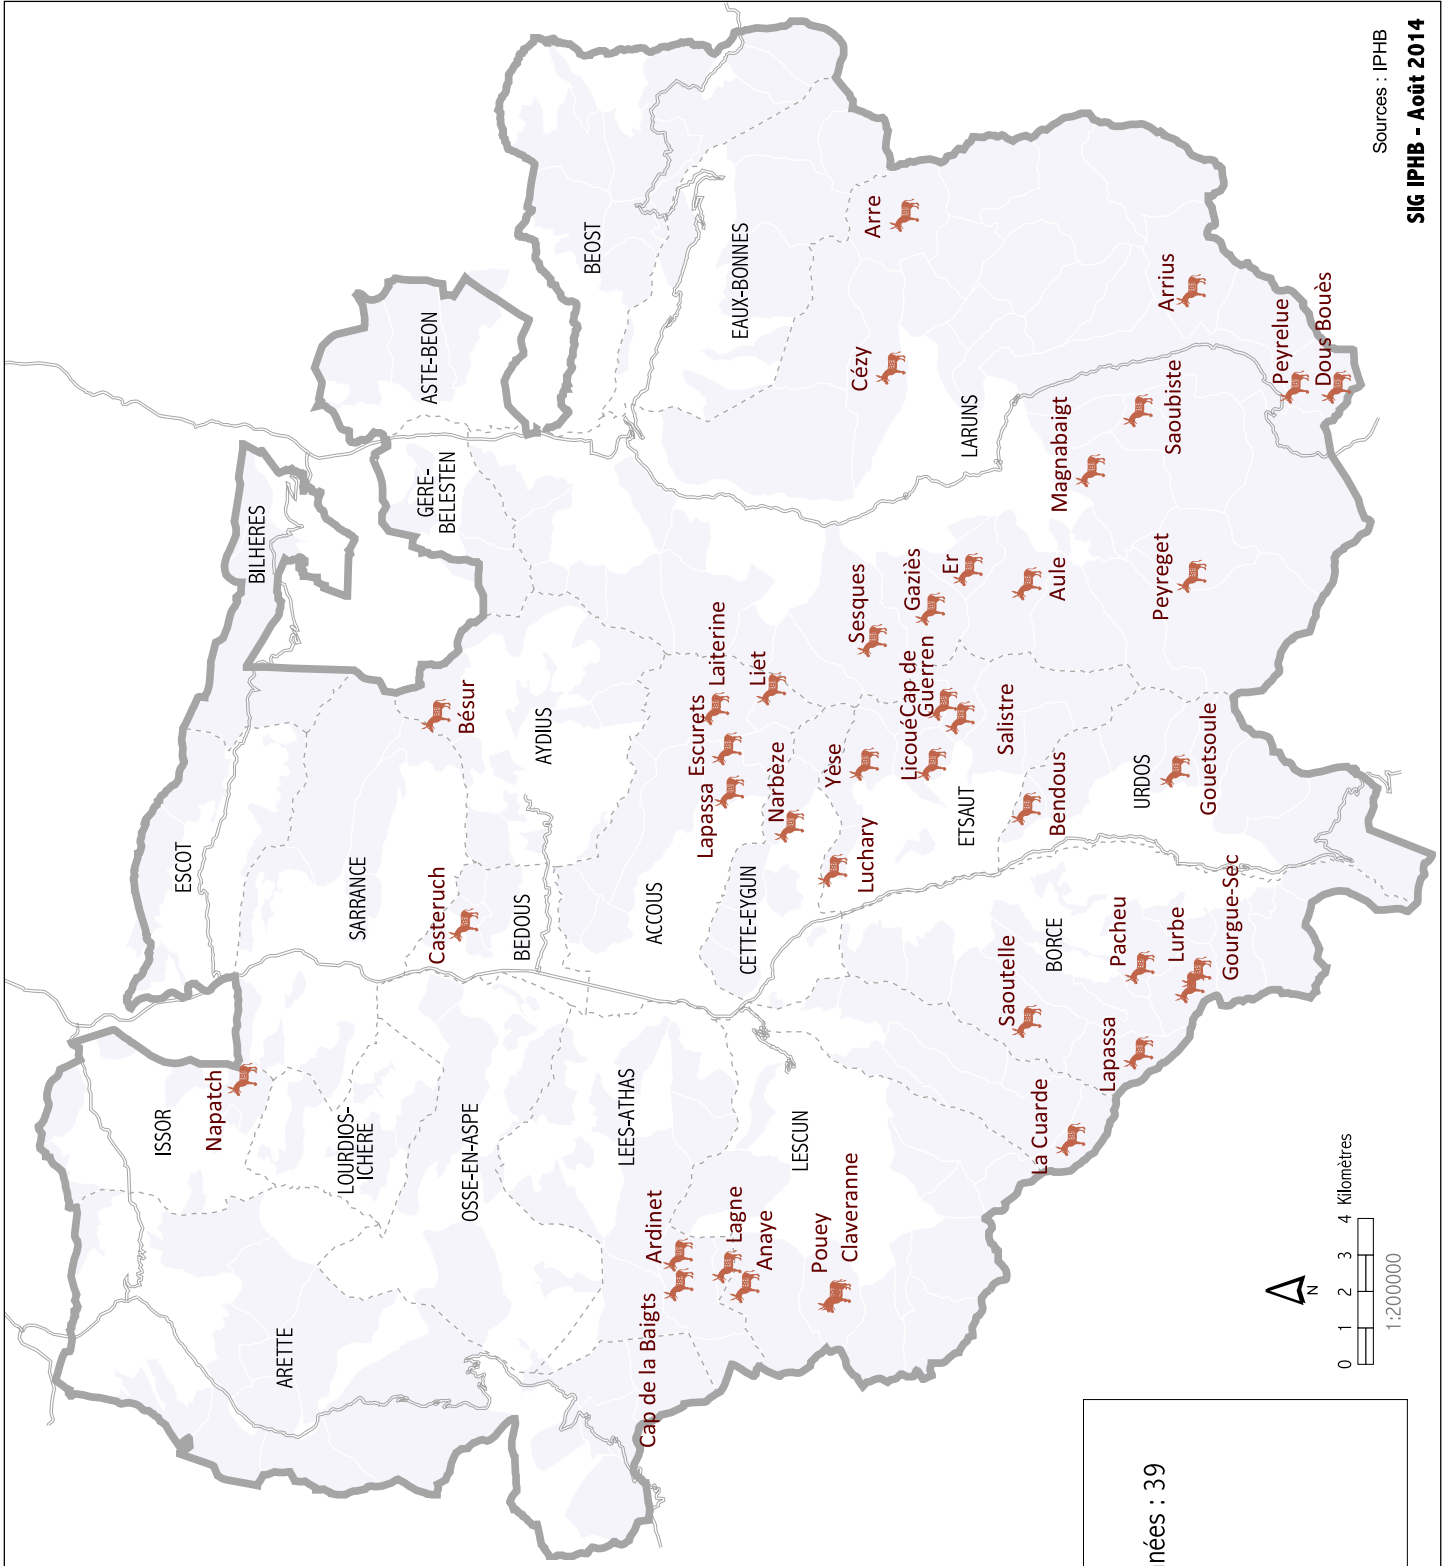 ISSOR
Napatch
ESCOT
BILHERES
ARETTE
LOURDIOS-
ICHERE
SARRANCE
ASTE-BEON
GERE-
BELESTEN
Casteruch
Bésur
OSSE-EN-ASPE
BEDOUS
AYDIUS
BEOST
LEES-ATHAS
ACCOUS
Cap de la Baigts
Ardinet
Lapassa
Escurets
Laiterine
Liet
EAUX-BONNES
Lagne
Anaye
CETTE-EYGUN
Narbèze
LESCUN
Pouey
Claveranne
Luchary
Yèse
Sesques
Cézy
Arre
Licoué
Cap de
Guerren
Gaziès
Er
ETSAUT
LARUNS
Salistre
Saoutelle
La Cuarde
BORCE
Bendous
Aule
Magnabaigt
Lapassa
Pacheu
URDOS
Saoubiste
Arrius
Peyreget
Lurbe
Gourgue-Sec
Gouetsoule
Peyrelue
Dous Bouès
nées : 39
N
0 1 2 3 4 Kilomètres
1:200000
Sources : IPHB
SIG IPHB - Août 2014